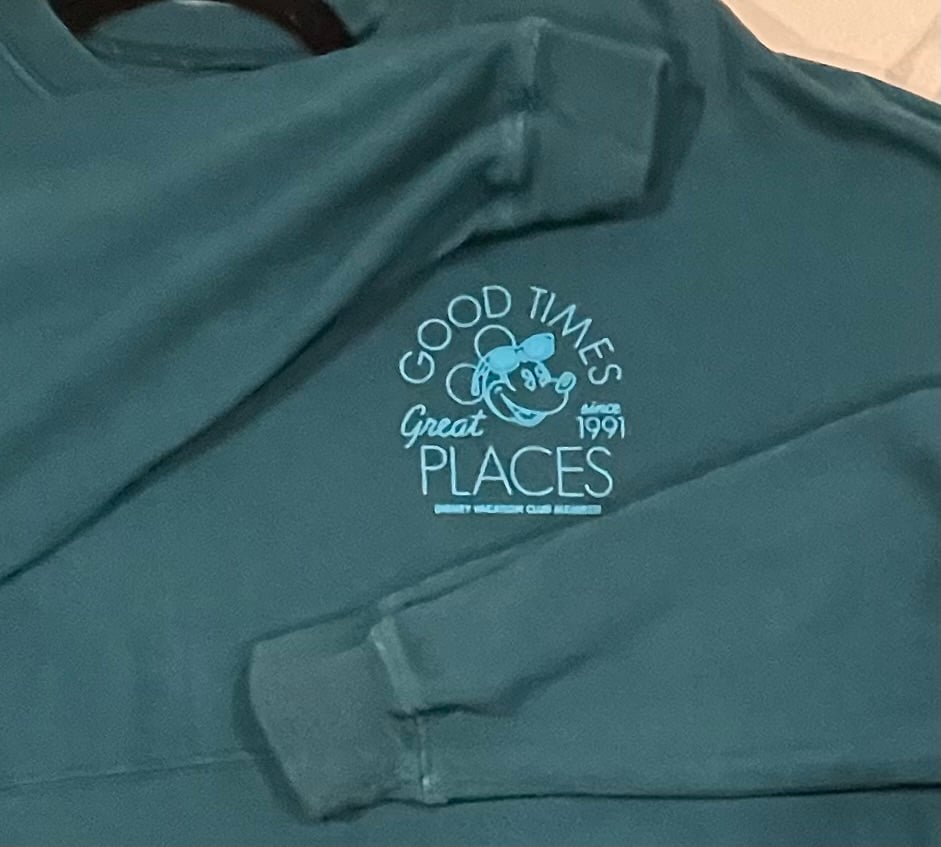 GOOD TIMES
Great
since
1991
PLACES
DISNEY VACATION CLUB MEMBER